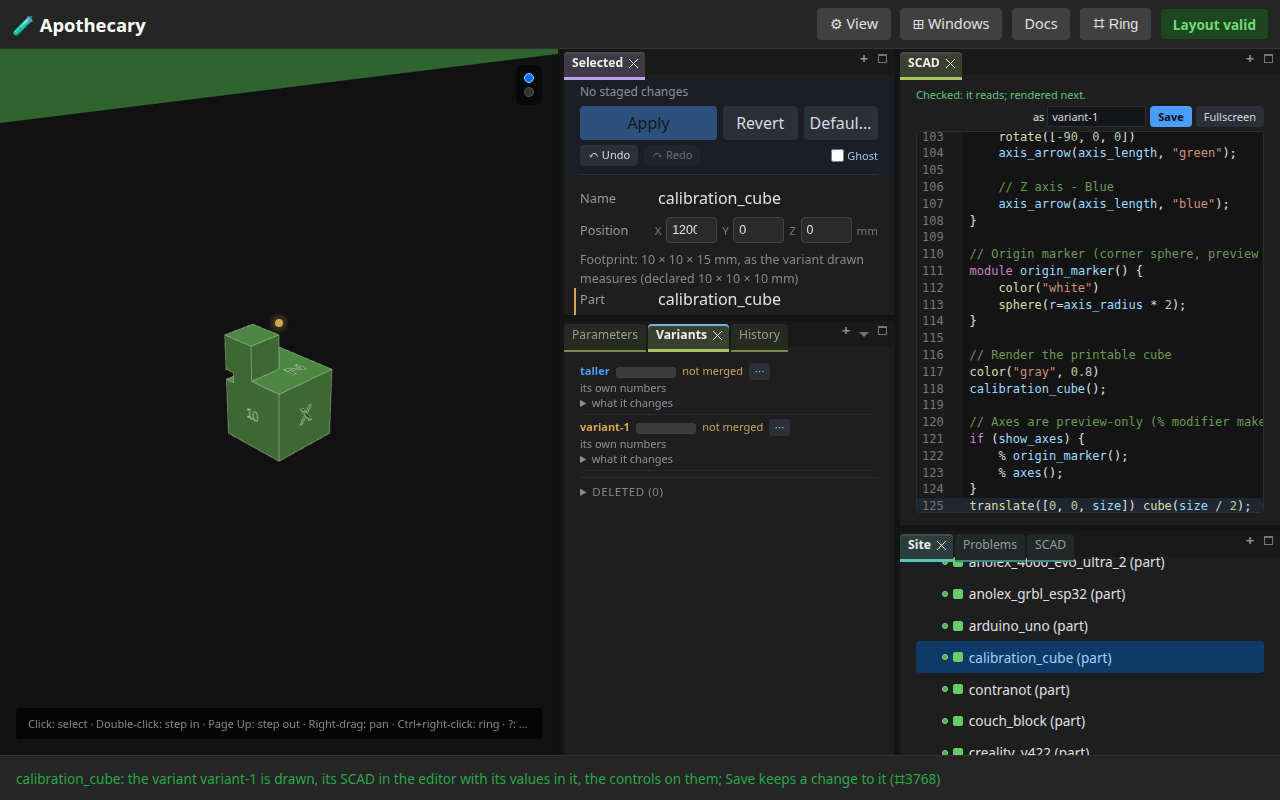 🧪 Apothecary
⚙ View
⊞ Windows
Docs
⌗ Ring
Layout valid
Selected
No staged changes
Apply
Revert
Defaul...
↶ Undo
↷ Redo
Ghost
Name calibration_cube
Position X 1200 Y 0 Z 0 mm
Footprint: 10 × 10 × 15 mm, as the variant drawn
measures (declared 10 × 10 × 10 mm)
Part calibration_cube
Parameters
Variants
History
taller not merged ...
its own numbers
▶ what it changes
variant-1 not merged ...
its own numbers
▶ what it changes
▶ DELETED (0)
SCAD
Checked: it reads; rendered next.
as variant-1 Save Fullscreen
103 rotate([-90, 0, 0])
104 axis_arrow(axis_length, "green");
105
106 // Z axis - Blue
107 axis_arrow(axis_length, "blue");
108 }
109
110 // Origin marker (corner sphere, preview
111 module origin_marker() {
112 color("white")
113 sphere(r=axis_radius * 2);
114 }
115
116 // Render the printable cube
117 color("gray", 0.8)
118 calibration_cube();
119
120 // Axes are preview-only (% modifier make
121 if (show_axes) {
122 % origin_marker();
123 % axes();
124 }
125 translate([0, 0, size]) cube(size / 2);
Site
Problems
SCAD
anolex_4060_evo_ultra_2 (part)
anolex_grbl_esp32 (part)
arduino_uno (part)
calibration_cube (part)
contranot (part)
couch_block (part)
creality_v422 (part)
10
X
Click: select · Double-click: step in · Page Up: step out · Right-drag: pan · Ctrl+right-click: ring · ?: ...
calibration_cube: the variant variant-1 is drawn, its SCAD in the editor with its values in it, the controls on them; Save keeps a change to it (⌗3768)